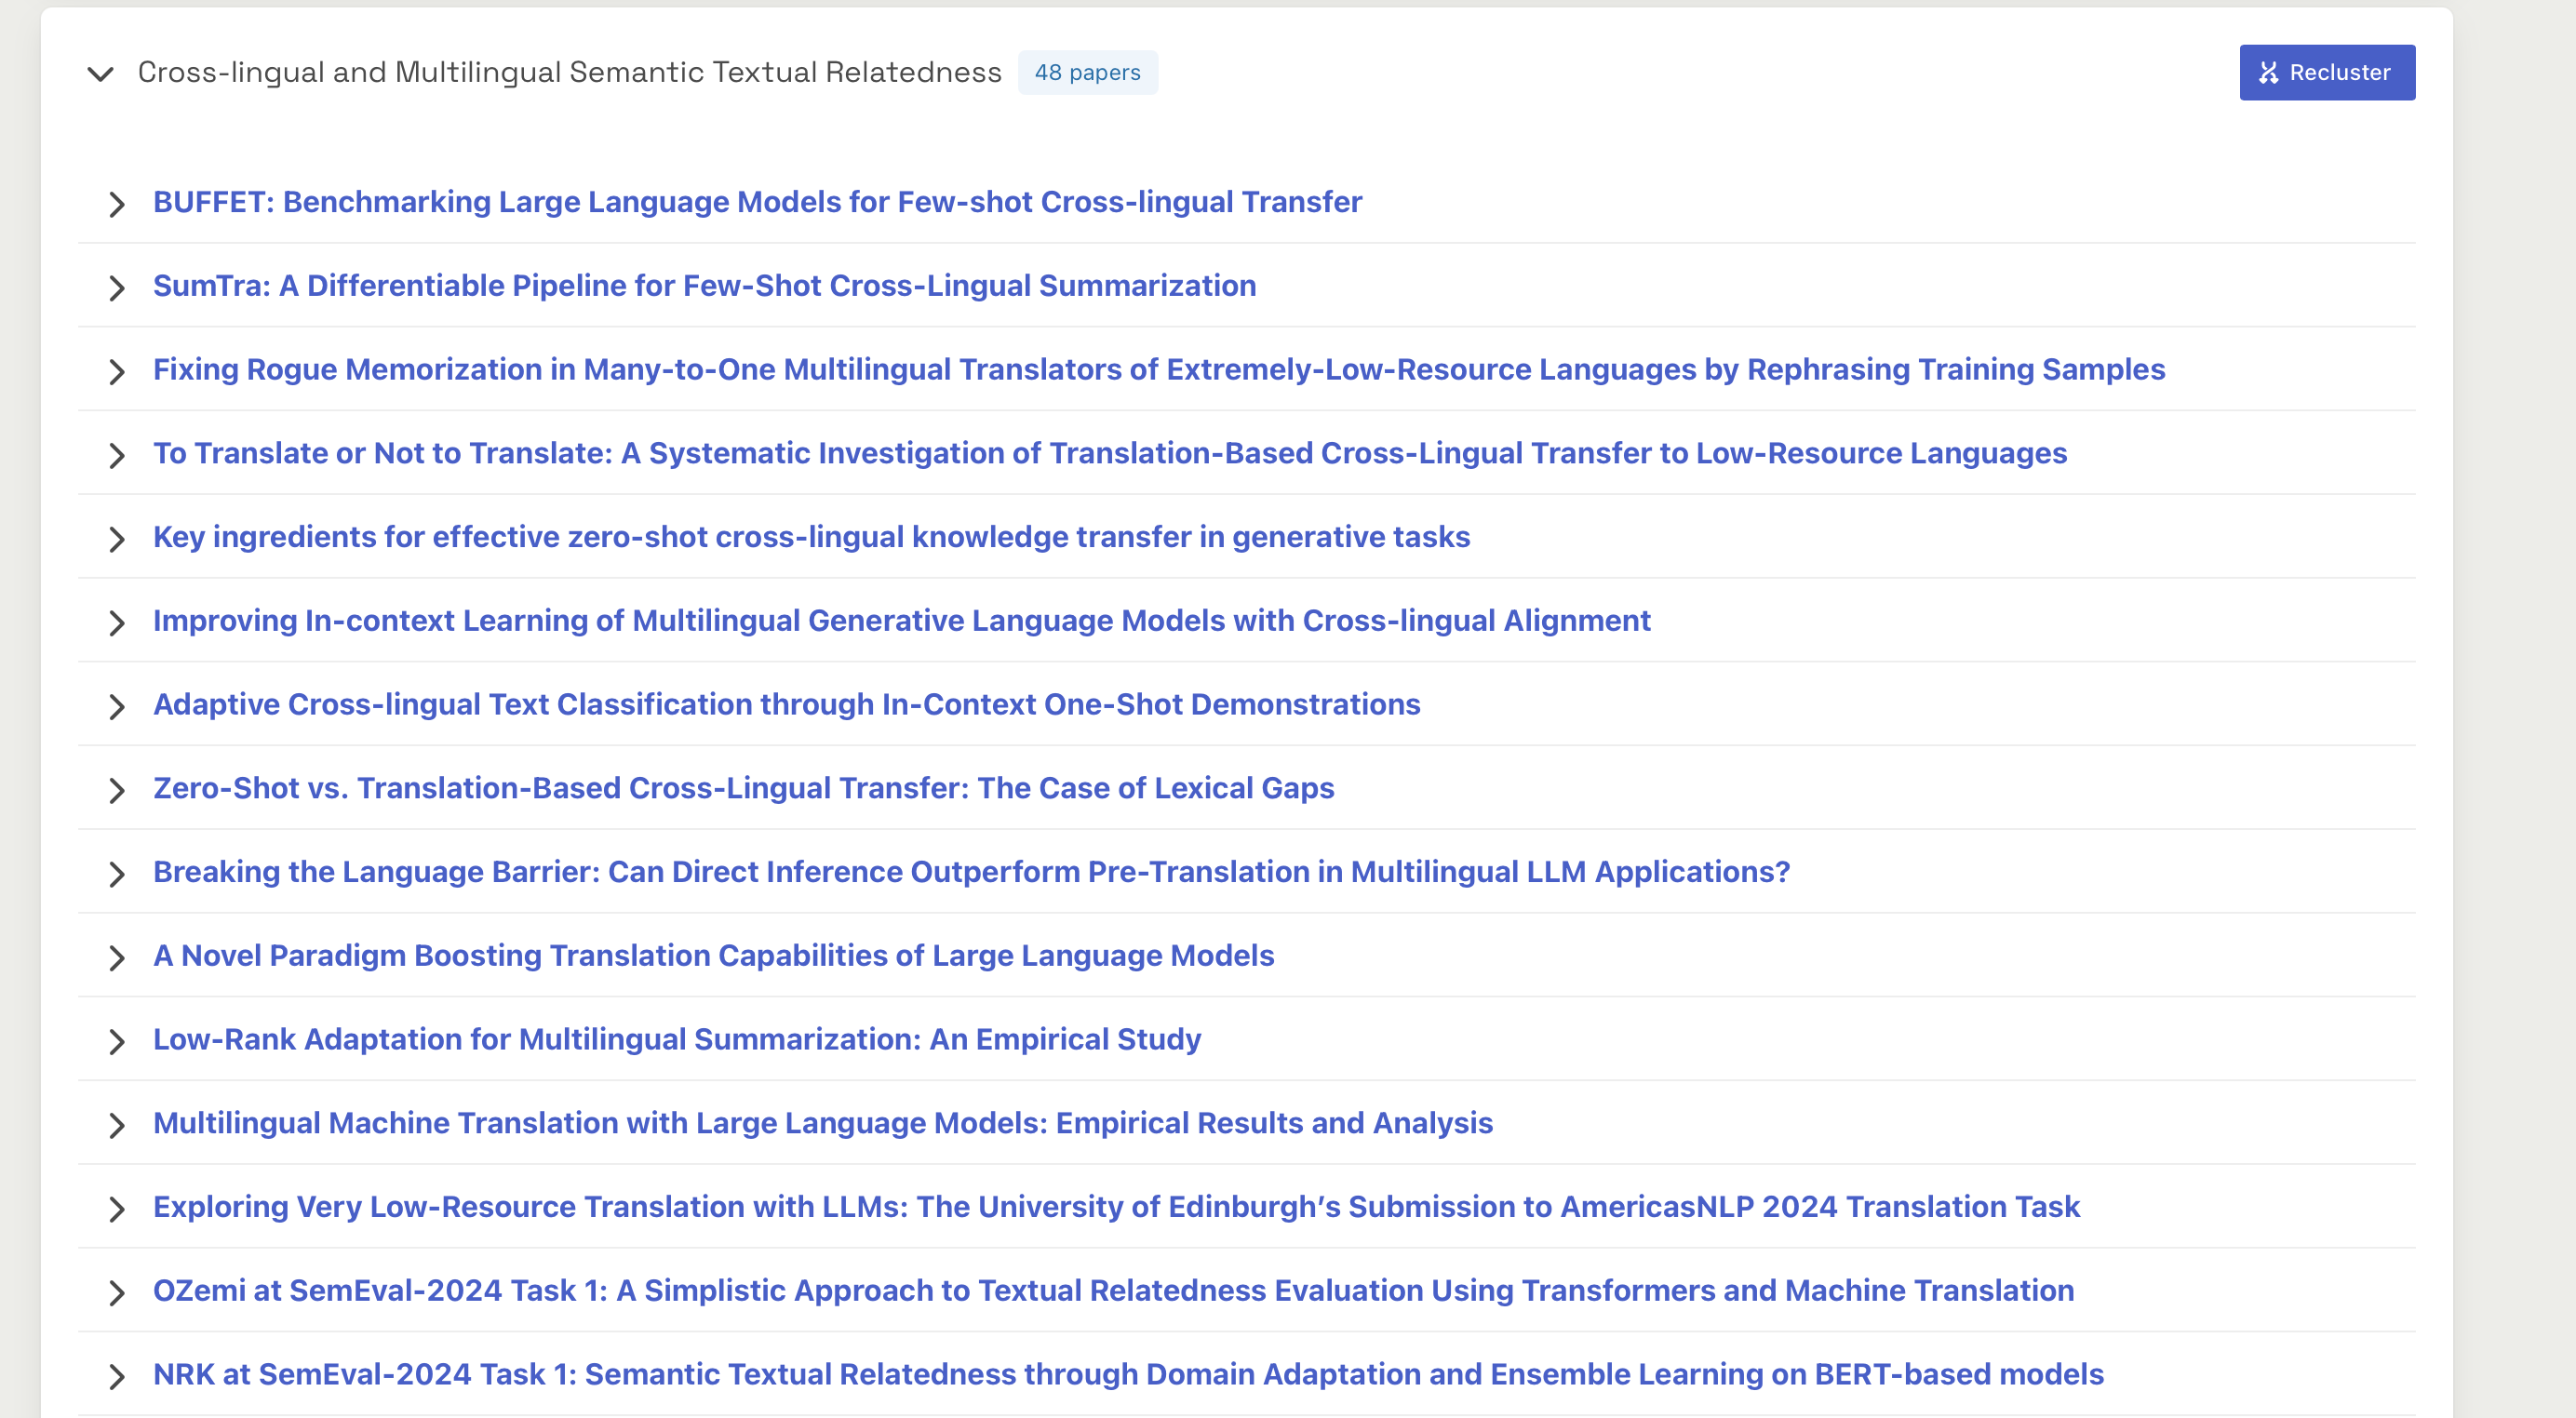 Cross-lingual and Multilingual Semantic Textual Relatedness 48 papers Recluster
BUFFET: Benchmarking Large Language Models for Few-shot Cross-lingual Transfer
SumTra: A Differentiable Pipeline for Few-Shot Cross-Lingual Summarization
Fixing Rogue Memorization in Many-to-One Multilingual Translators of Extremely-Low-Resource Languages by Rephrasing Training Samples
To Translate or Not to Translate: A Systematic Investigation of Translation-Based Cross-Lingual Transfer to Low-Resource Languages
Key ingredients for effective zero-shot cross-lingual knowledge transfer in generative tasks
Improving In-context Learning of Multilingual Generative Language Models with Cross-lingual Alignment
Adaptive Cross-lingual Text Classification through In-Context One-Shot Demonstrations
Zero-Shot vs. Translation-Based Cross-Lingual Transfer: The Case of Lexical Gaps
Breaking the Language Barrier: Can Direct Inference Outperform Pre-Translation in Multilingual LLM Applications?
A Novel Paradigm Boosting Translation Capabilities of Large Language Models
Low-Rank Adaptation for Multilingual Summarization: An Empirical Study
Multilingual Machine Translation with Large Language Models: Empirical Results and Analysis
Exploring Very Low-Resource Translation with LLMs: The University of Edinburgh’s Submission to AmericasNLP 2024 Translation Task
OZemi at SemEval-2024 Task 1: A Simplistic Approach to Textual Relatedness Evaluation Using Transformers and Machine Translation
NRK at SemEval-2024 Task 1: Semantic Textual Relatedness through Domain Adaptation and Ensemble Learning on BERT-based models